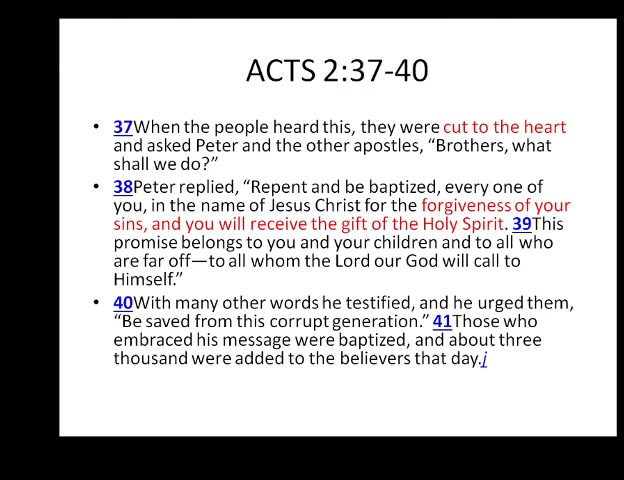 ACTS 2:37-40
• 37When the people heard this, they were cut to the heart
and asked Peter and the other apostles, “Brothers, what
shall we do?”
• 38Peter replied, “Repent and be baptized, every one of
you, in the name of Jesus Christ for the forgiveness of your
sins, and you will receive the gift of the Holy Spirit. 39This
promise belongs to you and your children and to all who
are far off—to all whom the Lord our God will call to
Himself.”
• 40With many other words he testified, and he urged them,
“Be saved from this corrupt generation.” 41Those who
embraced his message were baptized, and about three
thousand were added to the believers that day.j